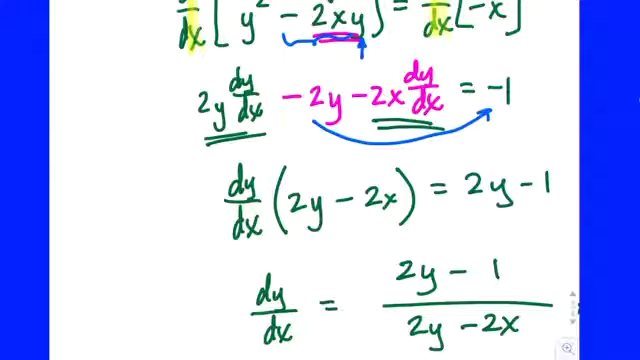 d/dx [ y² - 2xy ] = d/dx [-x]
2y dy/dx - 2y - 2x dy/dx = -1
dy/dx (2y - 2x) = 2y - 1
dy/dx = (2y - 1)/(2y - 2x)